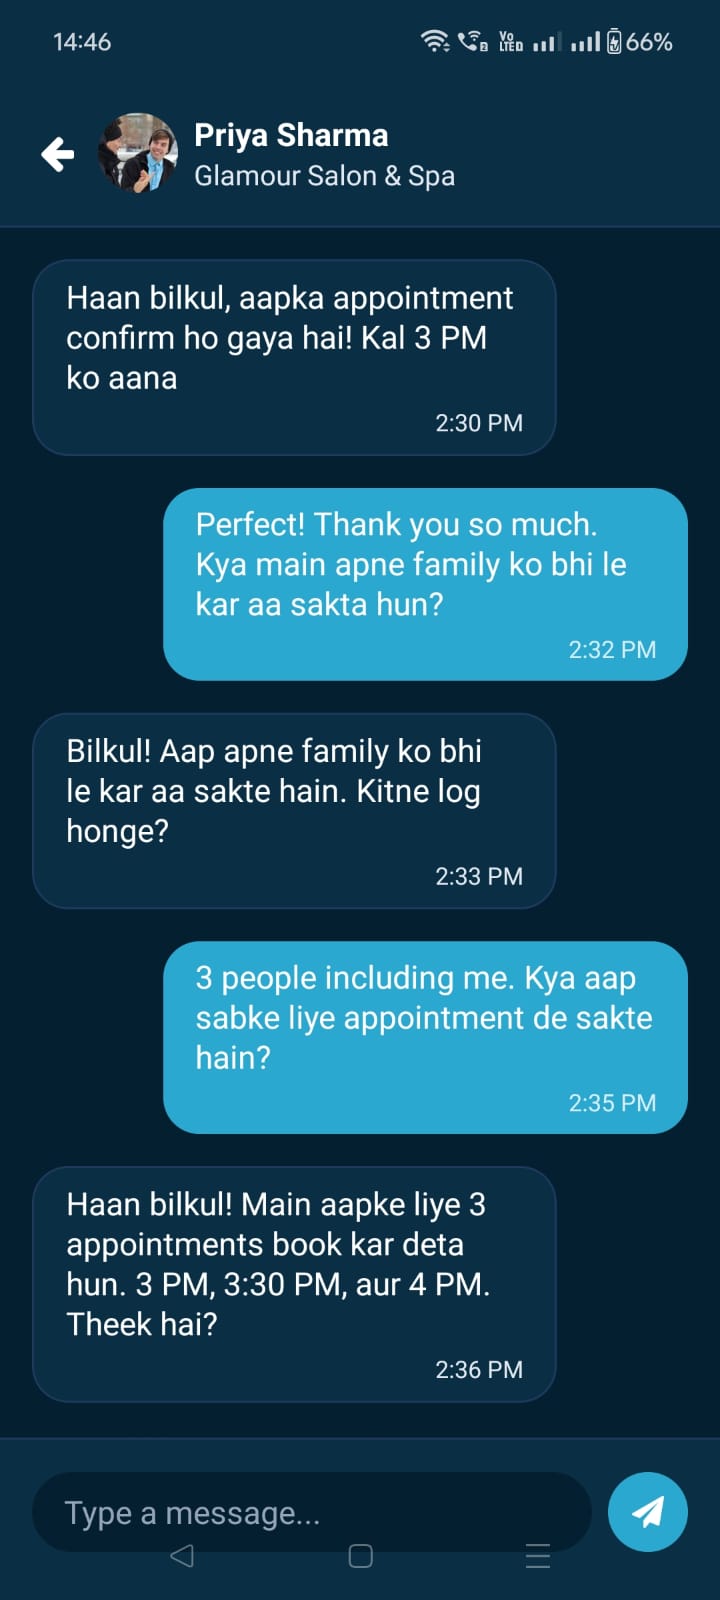 14:46
Vo LTED
66%
Priya Sharma
Glamour Salon & Spa
Haan bilkul, aapka appointment
confirm ho gaya hai! Kal 3 PM
ko aana
2:30 PM
Perfect! Thank you so much.
Kya main apne family ko bhi le
kar aa sakta hun?
2:32 PM
Bilkul! Aap apne family ko bhi
le kar aa sakte hain. Kitne log
honge?
2:33 PM
3 people including me. Kya aap
sabke liye appointment de sakte
hain?
2:35 PM
Haan bilkul! Main aapke liye 3
appointments book kar deta
hun. 3 PM, 3:30 PM, aur 4 PM.
Theek hai?
2:36 PM
Type a message...